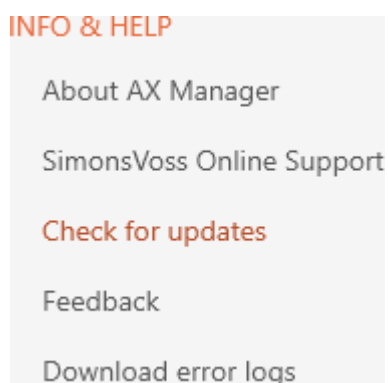 INFO & HELP
About AX Manager
SimonsVoss Online Support
Check for updates
Feedback
Download error logs